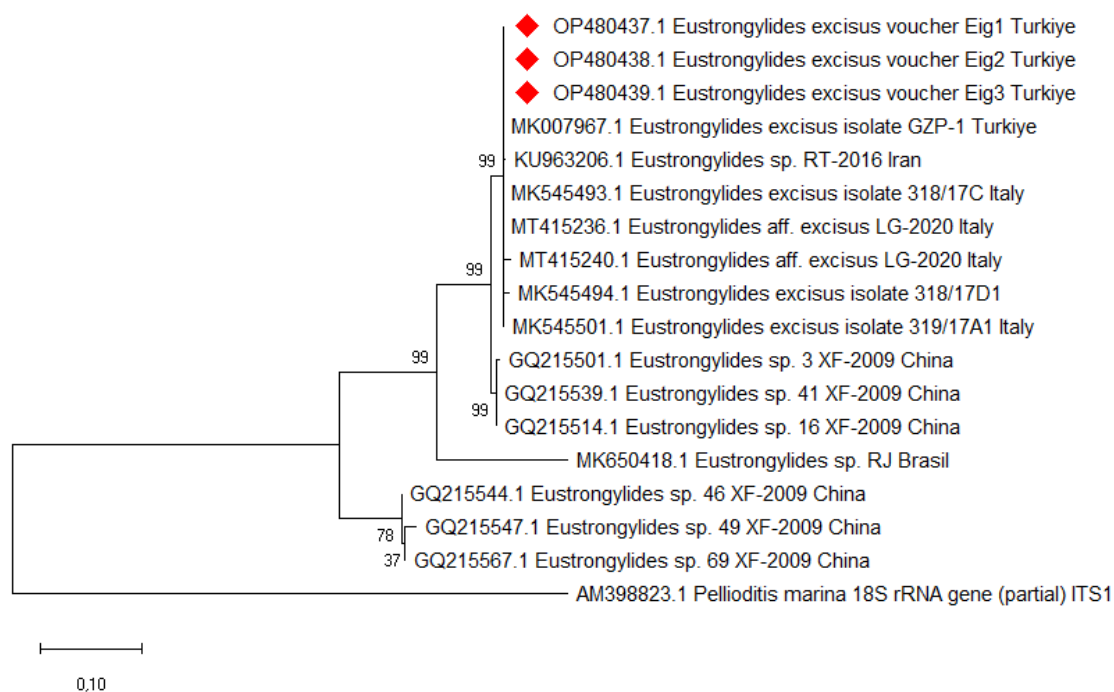 OP480437.1 Eustrongylides excisus voucher Eig1 Turkiye
OP480438.1 Eustrongylides excisus voucher Eig2 Turkiye
OP480439.1 Eustrongylides excisus voucher Eig3 Turkiye
MK007967.1 Eustrongylides excisus isolate GZP-1 Turkiye
99 KU963206.1 Eustrongylides sp. RT-2016 Iran
MK545493.1 Eustrongylides excisus isolate 318/17C Italy
MT415236.1 Eustrongylides aff. excisus LG-2020 Italy
99 MT415240.1 Eustrongylides aff. excisus LG-2020 Italy
MK545494.1 Eustrongylides excisus isolate 318/17D1
MK545501.1 Eustrongylides excisus isolate 319/17A1 Italy
99 GQ215501.1 Eustrongylides sp. 3 XF-2009 China
GQ215539.1 Eustrongylides sp. 41 XF-2009 China
99 GQ215514.1 Eustrongylides sp. 16 XF-2009 China
MK650418.1 Eustrongylides sp. RJ Brasil
GQ215544.1 Eustrongylides sp. 46 XF-2009 China
78 GQ215547.1 Eustrongylides sp. 49 XF-2009 China
37 GQ215567.1 Eustrongylides sp. 69 XF-2009 China
AM398823.1 Pellioditis marina 18S rRNA gene (partial) ITS1
0,10